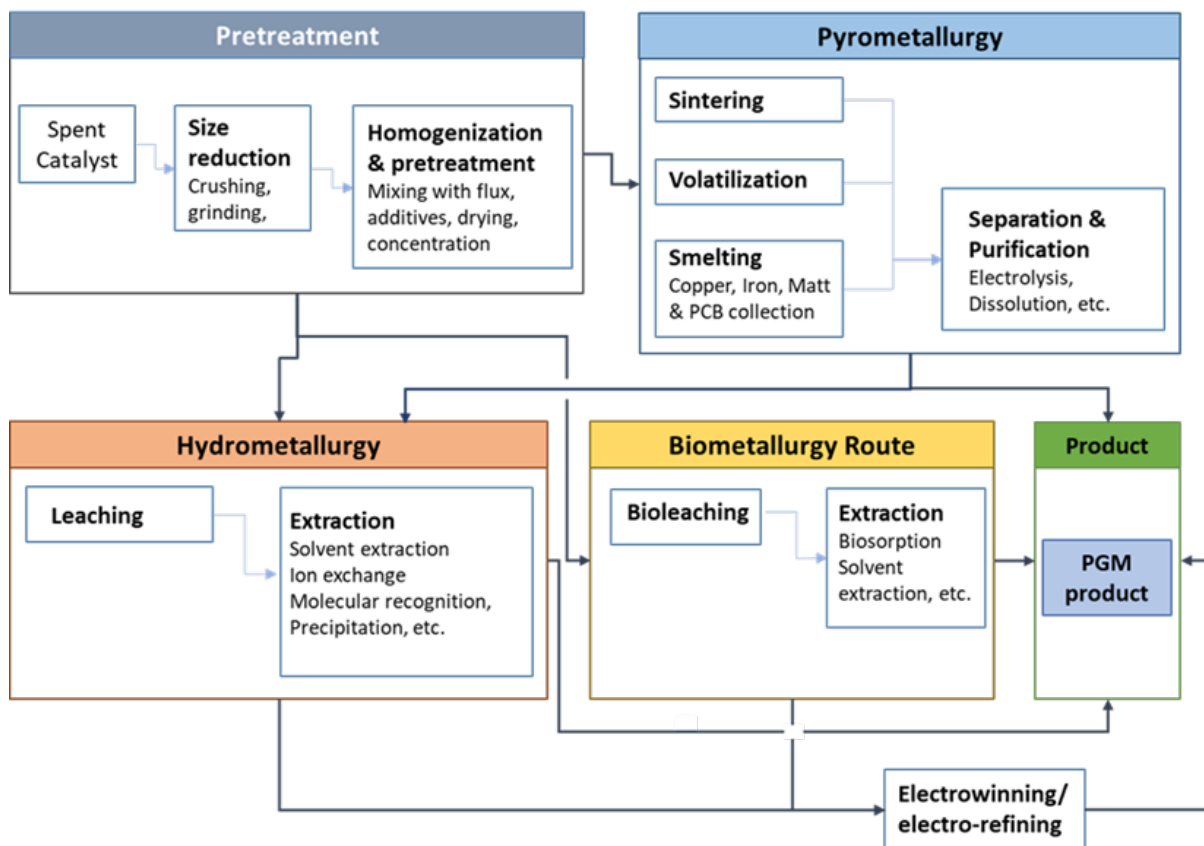 Pretreatment
Spent
Catalyst
Size
reduction
Crushing,
grinding,
Homogenization
& pretreatment
Mixing with flux,
additives, drying,
concentration
Pyrometallurgy
Sintering
Volatilization
Smelting
Copper, Iron, Matt
& PCB collection
Separation &
Purification
Electrolysis,
Dissolution, etc.
Hydrometallurgy
Leaching
Extraction
Solvent extraction
Ion exchange
Molecular recognition,
Precipitation, etc.
Biometallurgy Route
Bioleaching
Extraction
Biosorption
Solvent
extraction, etc.
Product
PGM
product
Electrowinning/
electro-refining